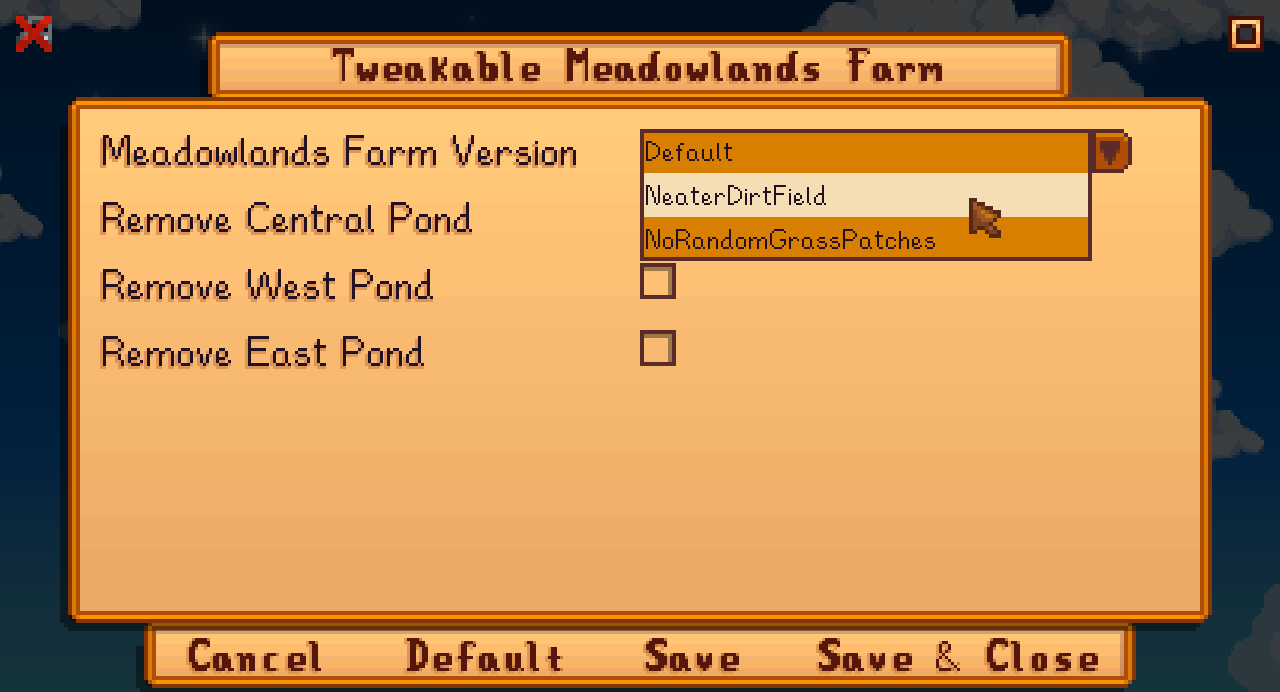 Tweakable Meadowlands Farm
Meadowlands Farm Version
Default
NeaterDirtField
Remove Central Pond
NoRandomGrassPatches
Remove West Pond
Remove East Pond
Cancel Default Save Save & Close